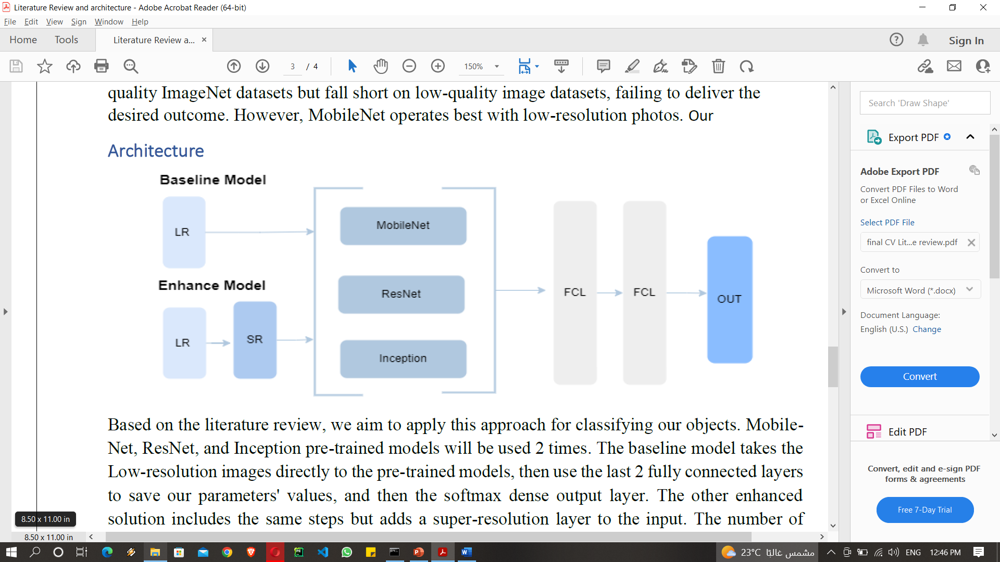 Literature Review and architecture - Adobe Acrobat Reader (64-bit)
File Edit View Sign Window Help
Home Tools Literature Review a... Sign In
3 / 4 150%
quality ImageNet datasets but fall short on low-quality image datasets, failing to deliver the
desired outcome. However, MobileNet operates best with low-resolution photos. Our
Architecture
Baseline Model
LR
MobileNet
Enhance Model
LR
SR
ResNet
Inception
FCL
FCL
OUT
Based on the literature review, we aim to apply this approach for classifying our objects. Mobile-
Net, ResNet, and Inception pre-trained models will be used 2 times. The baseline model takes the
Low-resolution images directly to the pre-trained models, then use the last 2 fully connected layers
to save our parameters' values, and then the softmax dense output layer. The other enhanced
solution includes the same steps but adds a super-resolution layer to the input. The number of
8.50 x 11.00 in
8.50 x 11.00 in
Search 'Draw Shape'
Export PDF
Adobe Export PDF
Convert PDF Files to Word
or Excel Online
Select PDF File
final CV Lit...e review.pdf
Convert to
Microsoft Word (*.docx)
Document Language:
English (U.S.) Change
Convert
Edit PDF
Convert, edit and e-sign PDF
forms & agreements
Free 7-Day Trial
23°C مشمس غالبًا ENG 12:46 PM